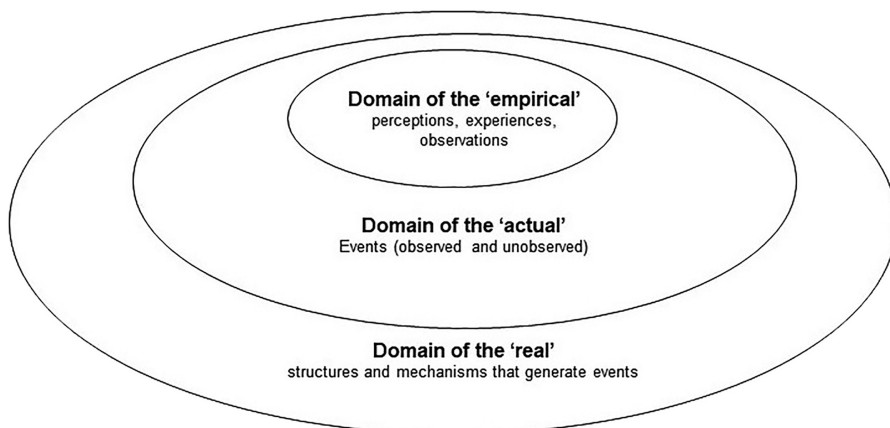 Domain of the ‘empirical’
perceptions, experiences,
observations
Domain of the ‘actual’
Events (observed and unobserved)
Domain of the ‘real’
structures and mechanisms that generate events